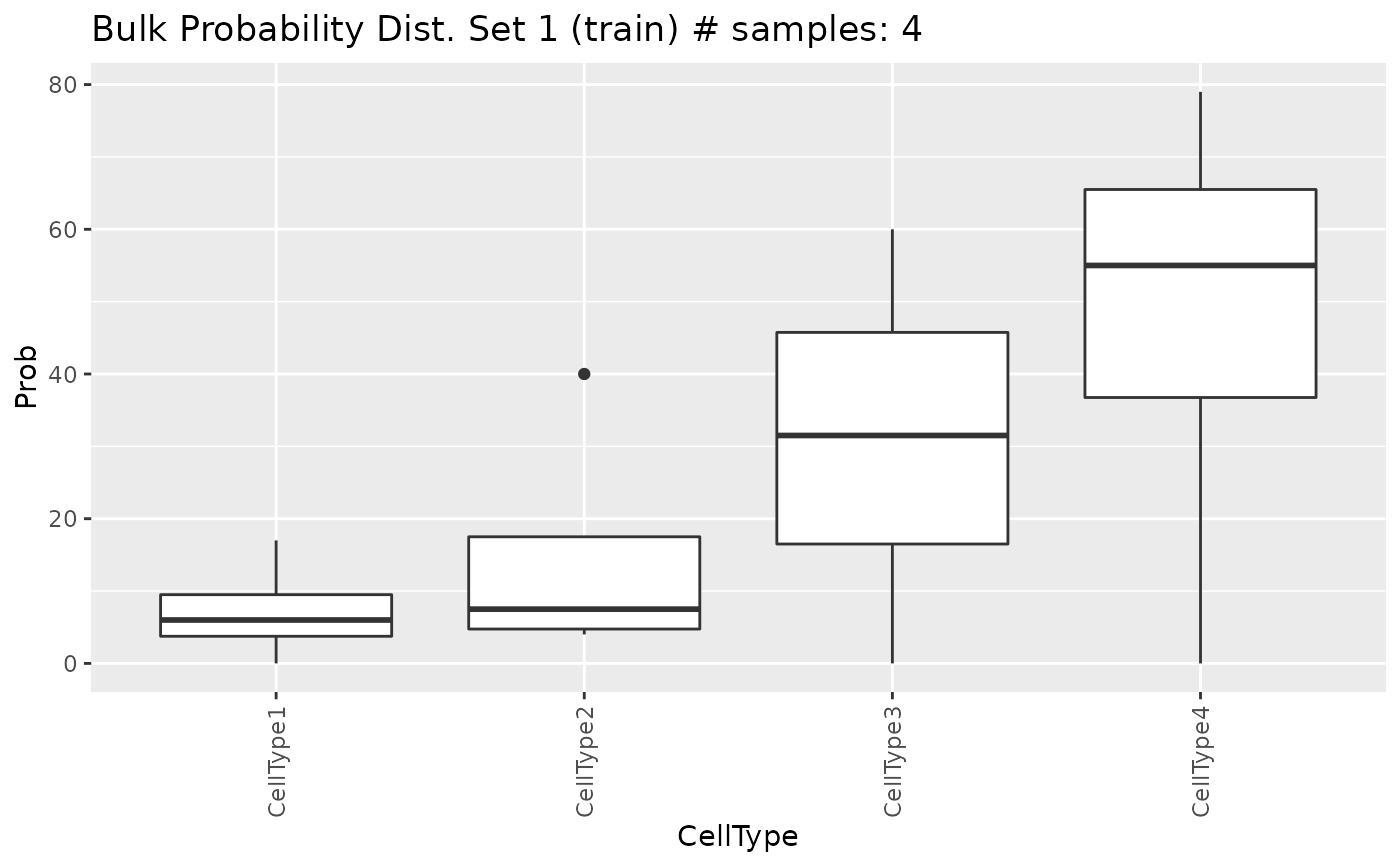 Bulk Probability Dist. Set 1 (train) # samples: 4
80
60
40
20
0
Prob
CellType1
CellType2
CellType3
CellType4
CellType